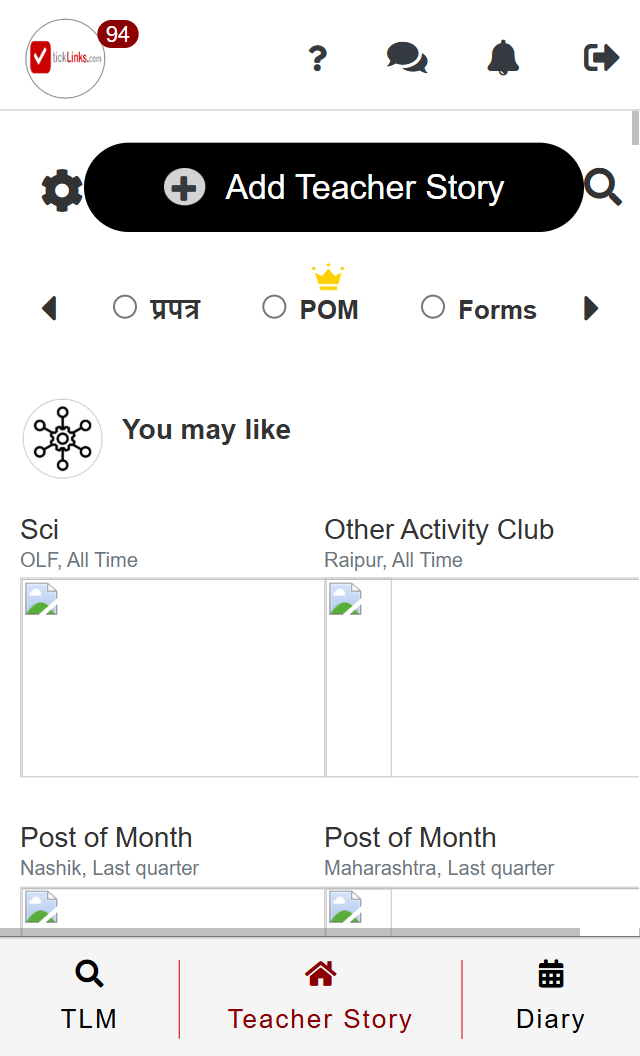 94
tickLinks.com
?
Add Teacher Story
प्रपत्र
POM
Forms
You may like
Sci
OLF, All Time
Other Activity Club
Raipur, All Time
Post of Month
Nashik, Last quarter
Post of Month
Maharashtra, Last quarter
TLM
Teacher Story
Diary